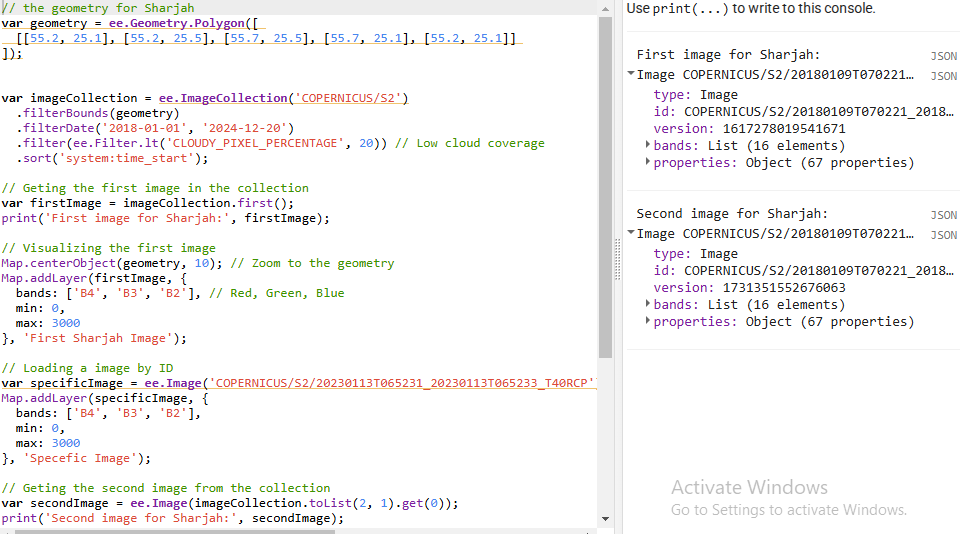 // the geometry for Sharjah
var geometry = ee.Geometry.Polygon([
[[55.2, 25.1], [55.2, 25.5], [55.7, 25.5], [55.7, 25.1], [55.2, 25.1]]
]);
var imageCollection = ee.ImageCollection('COPERNICUS/S2')
.filterBounds(geometry)
.filterDate('2018-01-01', '2024-12-20')
.filter(ee.Filter.lt('CLOUDY_PIXEL_PERCENTAGE', 20)) // Low cloud coverage
.sort('system:time_start');
// Geting the first image in the collection
var firstImage = imageCollection.first();
print('First image for Sharjah:', firstImage);
// Visualizing the first image
Map.centerObject(geometry, 10); // Zoom to the geometry
Map.addLayer(firstImage, {
bands: ['B4', 'B3', 'B2'], // Red, Green, Blue
min: 0,
max: 3000
}, 'First Sharjah Image');
// Loading a image by ID
var specificImage = ee.Image('COPERNICUS/S2/20230113T065231_20230113T065233_T40RCP'
Map.addLayer(specificImage, {
bands: ['B4', 'B3', 'B2'],
min: 0,
max: 3000
}, 'Specefic Image');
// Geting the second image from the collection
var secondImage = ee.Image(imageCollection.toList(2, 1).get(0));
print('Second image for Sharjah:', secondImage);
Use print(...) to write to this console.
First image for Sharjah: JSON
Image COPERNICUS/S2/20180109T070221… JSON
type: Image
id: COPERNICUS/S2/20180109T070221_2018…
version: 1617278019541671
bands: List (16 elements)
properties: Object (67 properties)
Second image for Sharjah: JSON
Image COPERNICUS/S2/20180109T070221… JSON
type: Image
id: COPERNICUS/S2/20180109T070221_2018…
version: 1731351552676063
bands: List (16 elements)
properties: Object (67 properties)
Activate Windows
Go to Settings to activate Windows.